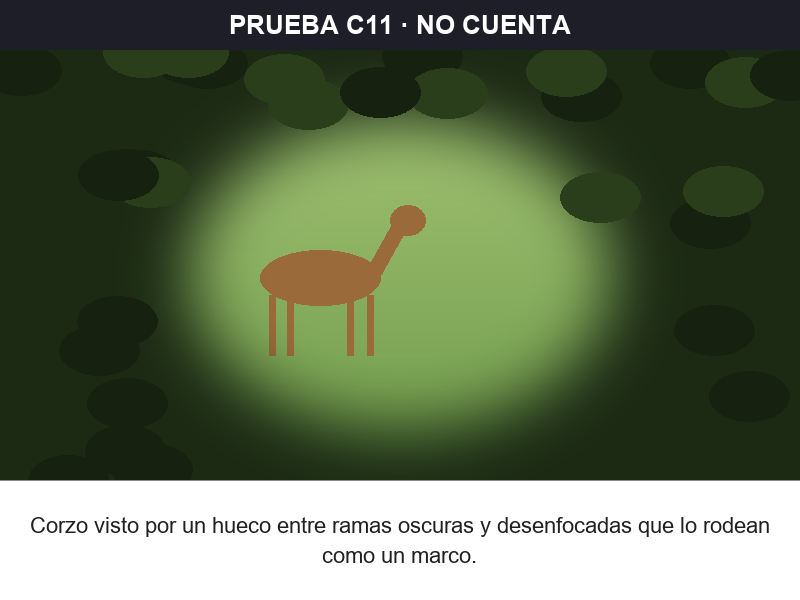 PRUEBA C11 · NO CUENTA
Corzo visto por un hueco entre ramas oscuras y desenfocadas que lo rodean
como un marco.